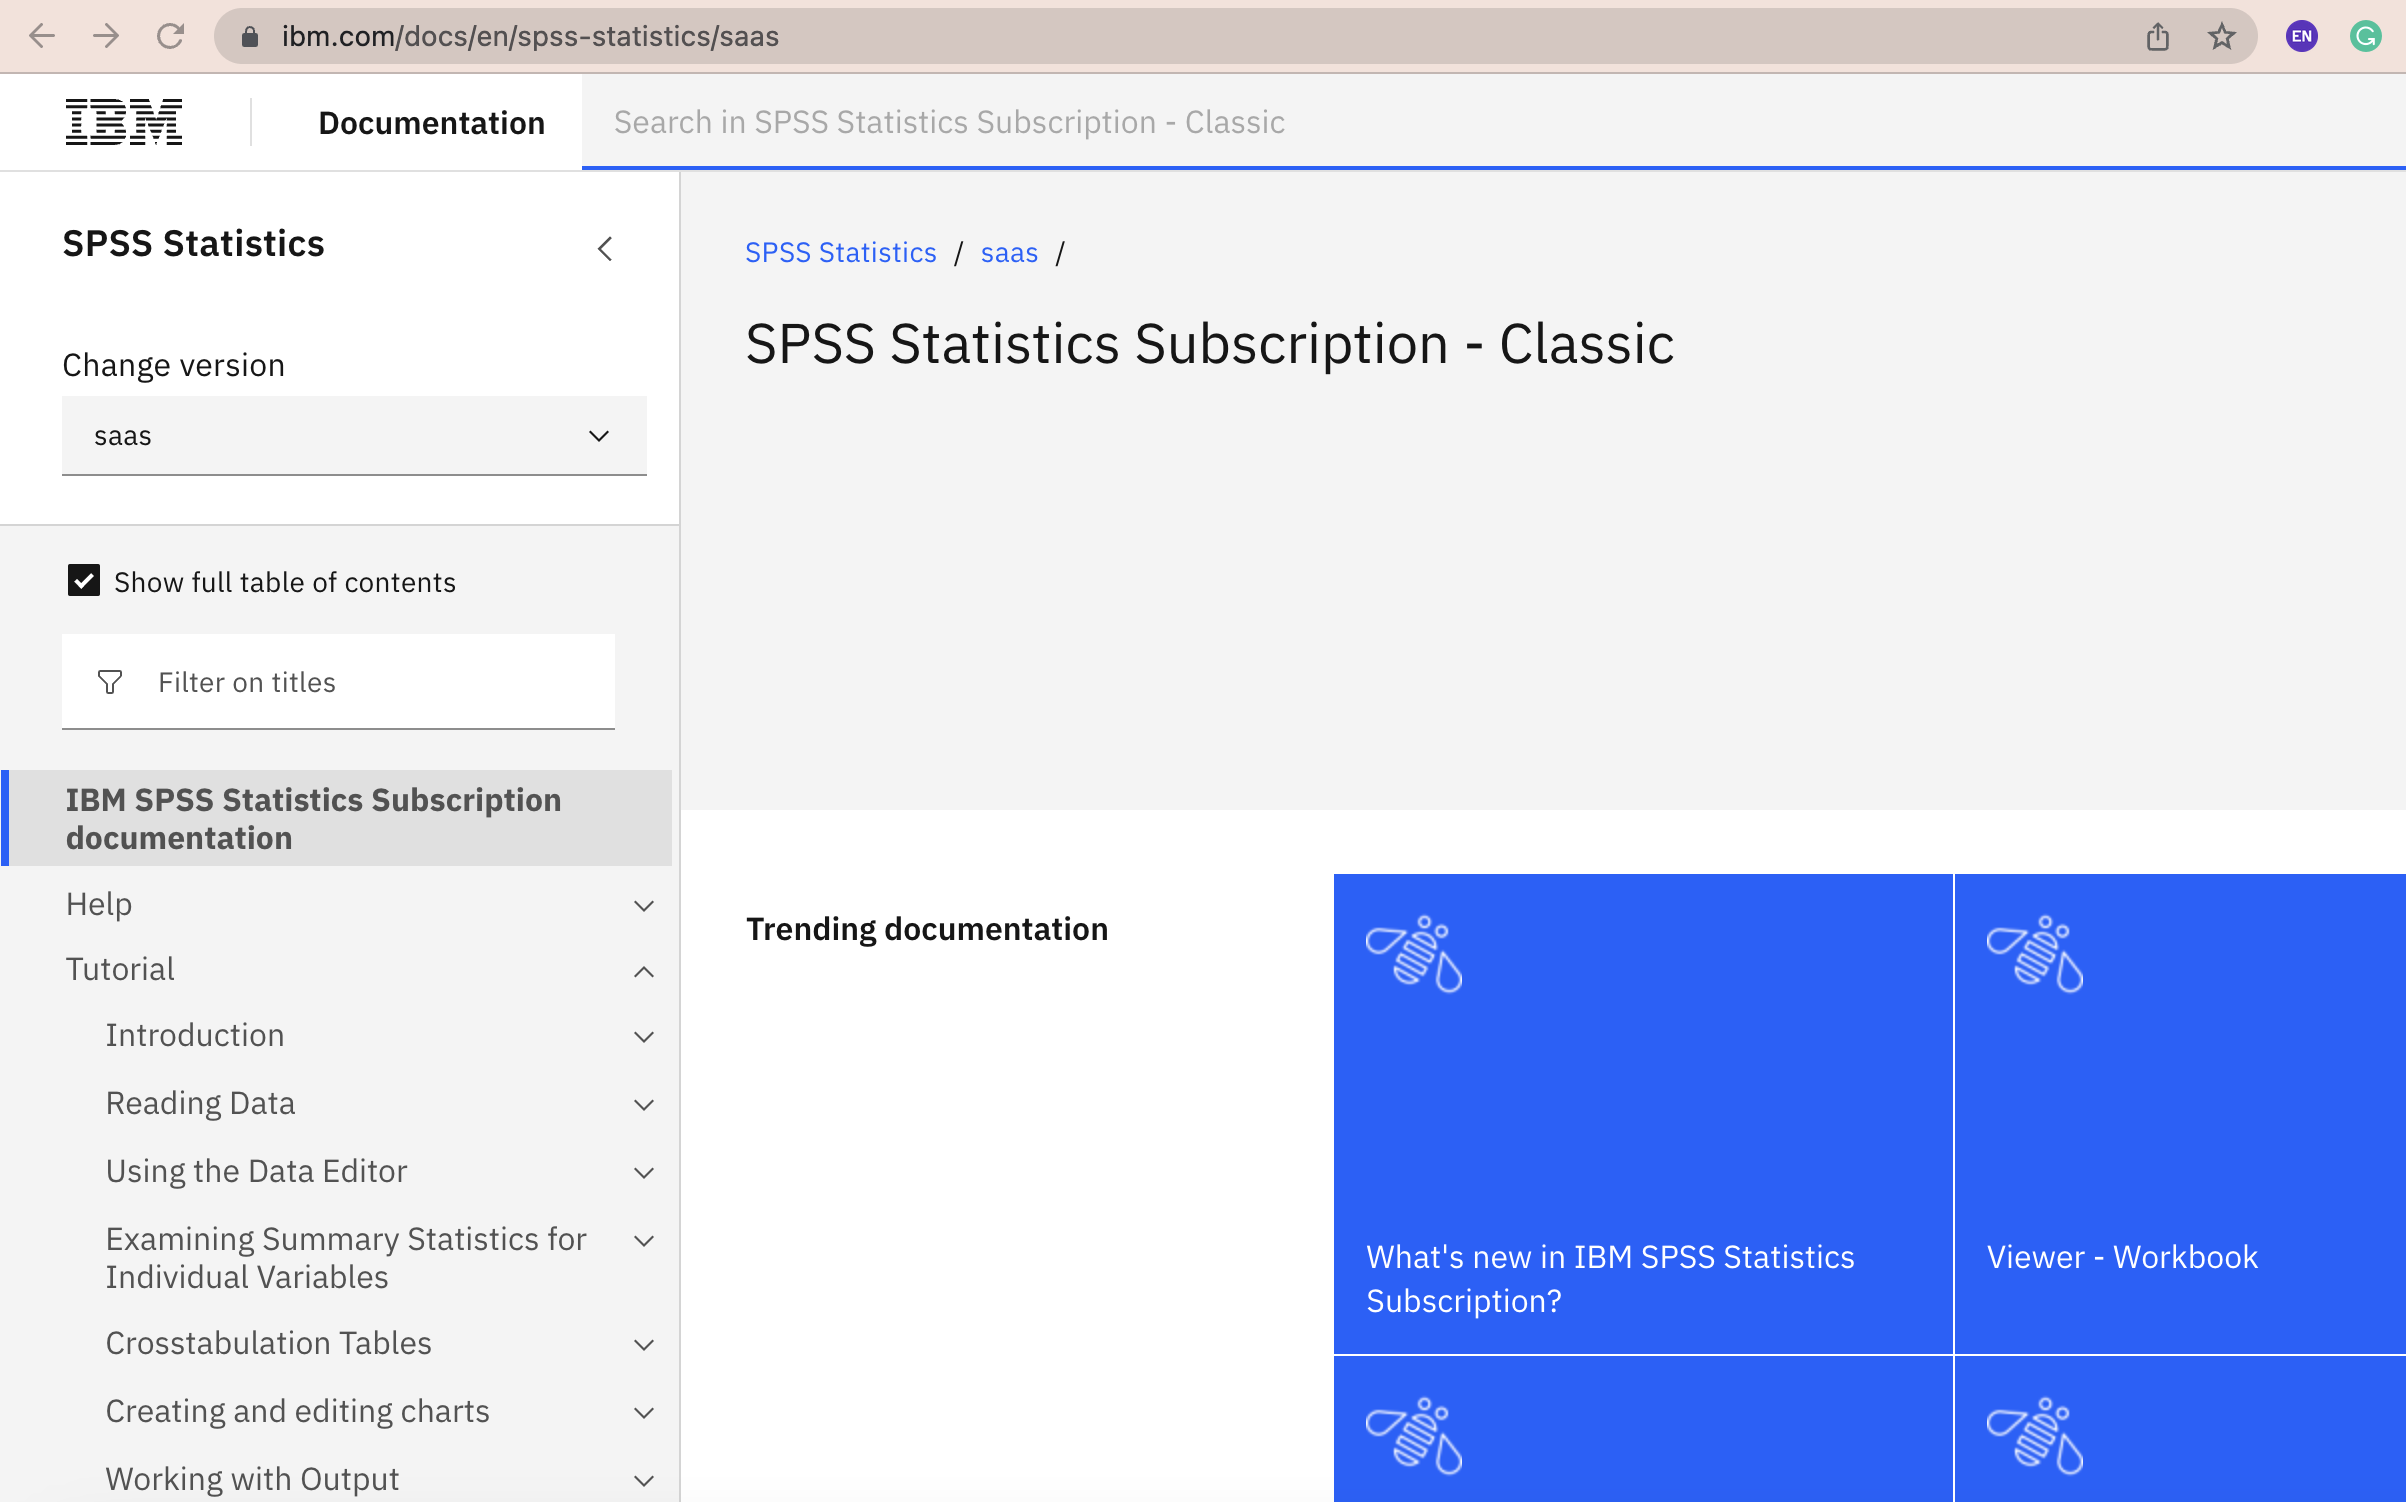 ibm.com/docs/en/spss-statistics/saas
EN
G
IBM
Documentation
Search in SPSS Statistics Subscription - Classic
SPSS Statistics
Change version
saas
Show full table of contents
Filter on titles
IBM SPSS Statistics Subscription
documentation
Help
Tutorial
Introduction
Reading Data
Using the Data Editor
Examining Summary Statistics for
Individual Variables
Crosstabulation Tables
Creating and editing charts
Working with Output
SPSS Statistics / saas /
SPSS Statistics Subscription - Classic
Trending documentation
What's new in IBM SPSS Statistics
Subscription?
Viewer - Workbook